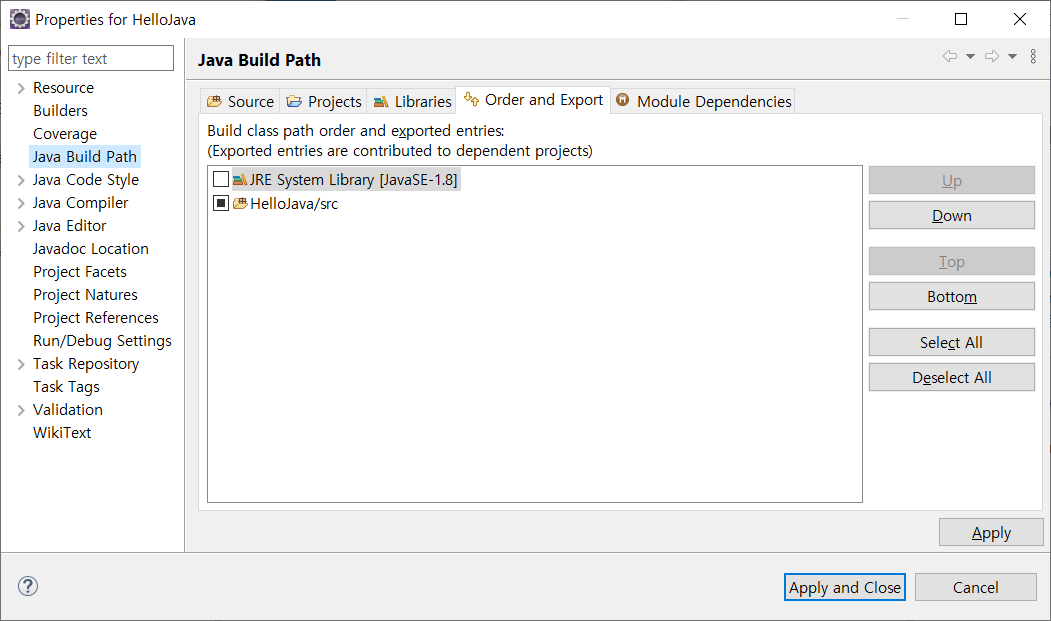 Properties for HelloJava
type filter text
Resource
Builders
Coverage
Java Build Path
Java Code Style
Java Compiler
Java Editor
Javadoc Location
Project Facets
Project Natures
Project References
Run/Debug Settings
Task Repository
Task Tags
Validation
WikiText
Java Build Path
Source Projects Libraries Order and Export Module Dependencies
Build class path order and exported entries:
(Exported entries are contributed to dependent projects)
JRE System Library [JavaSE-1.8]
HelloJava/src
Up
Down
Top
Bottom
Select All
Deselect All
Apply
Apply and Close Cancel